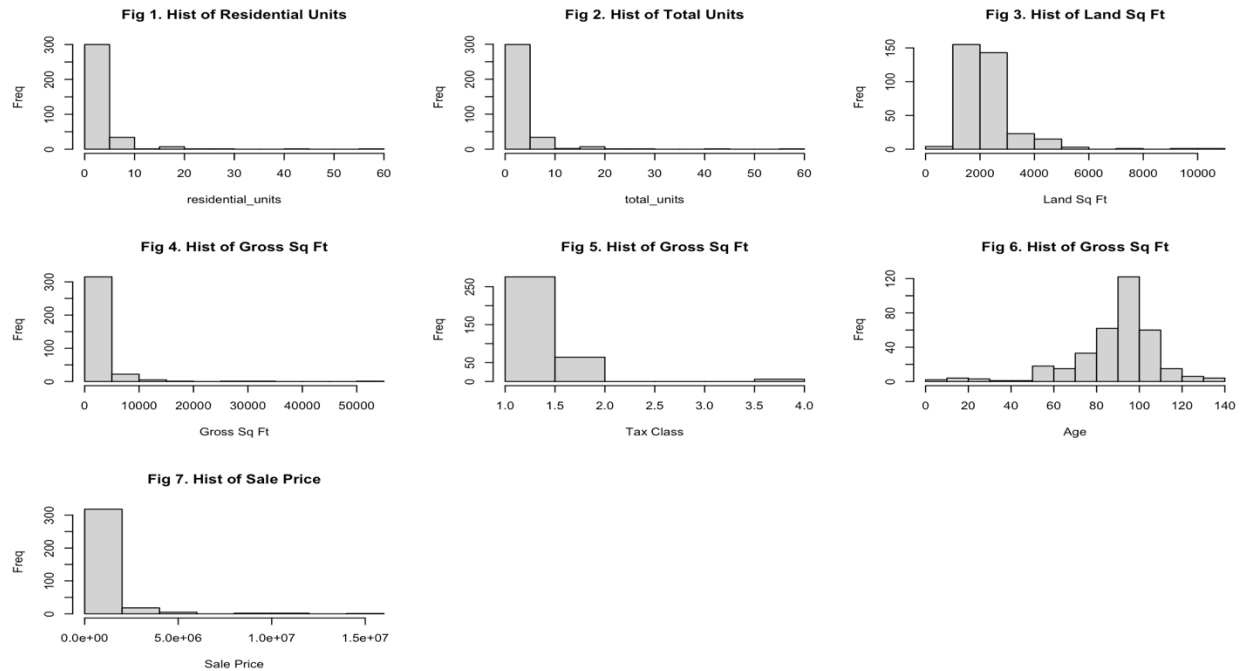 Fig 1. Hist of Residential Units
Freq
0 100 200 300
0 10 20 30 40 50 60
residential_units
Fig 2. Hist of Total Units
Freq
0 100 200 300
0 10 20 30 40 50 60
total_units
Fig 3. Hist of Land Sq Ft
Freq
0 50 150
0 2000 4000 6000 8000 10000
Land Sq Ft
Fig 4. Hist of Gross Sq Ft
Freq
0 100 200 300
0 10000 20000 30000 40000 50000
Gross Sq Ft
Fig 5. Hist of Gross Sq Ft
Freq
0 50 150 250
1.0 1.5 2.0 2.5 3.0 3.5 4.0
Tax Class
Fig 6. Hist of Gross Sq Ft
Freq
0 40 80 120
0 20 40 60 80 100 120 140
Age
Fig 7. Hist of Sale Price
Freq
0 100 200 300
0.0e+00 5.0e+06 1.0e+07 1.5e+07
Sale Price